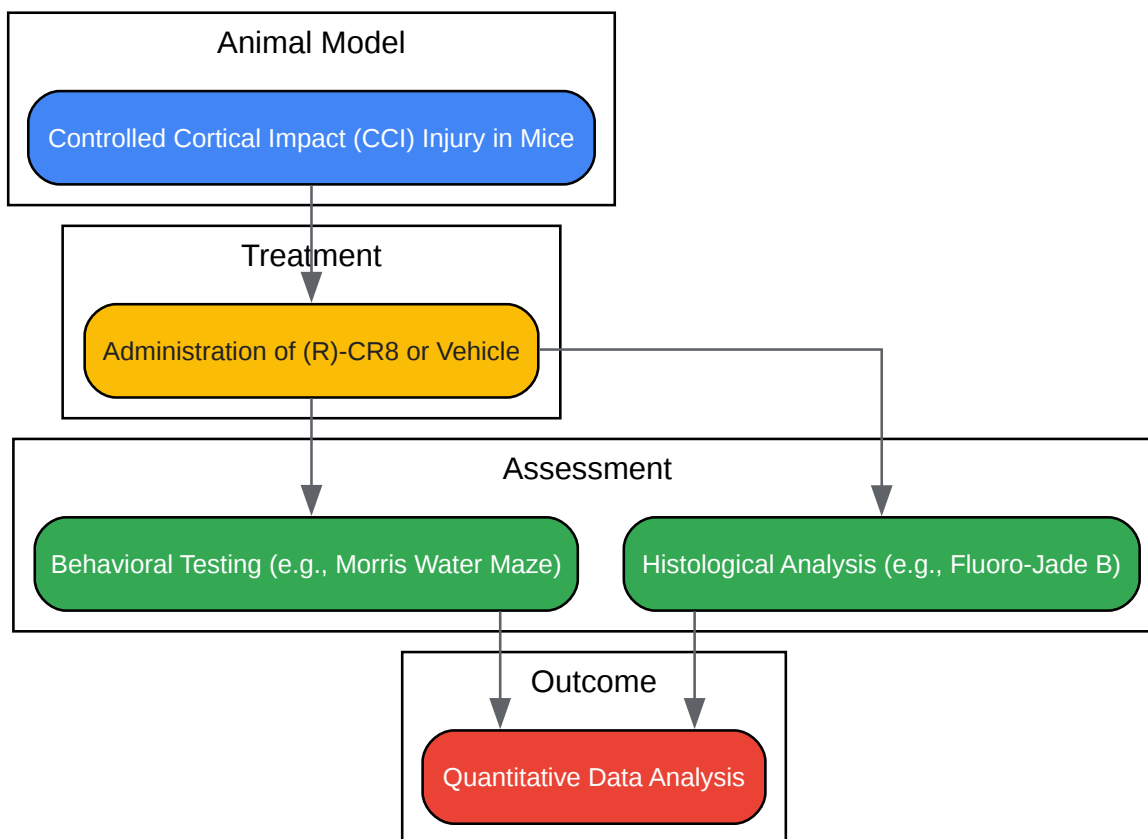 Animal Model
Controlled Cortical Impact (CCI) Injury in Mice
Treatment
Administration of (R)-CR8 or Vehicle
Assessment
Behavioral Testing (e.g., Morris Water Maze)
Histological Analysis (e.g., Fluoro-Jade B)
Outcome
Quantitative Data Analysis